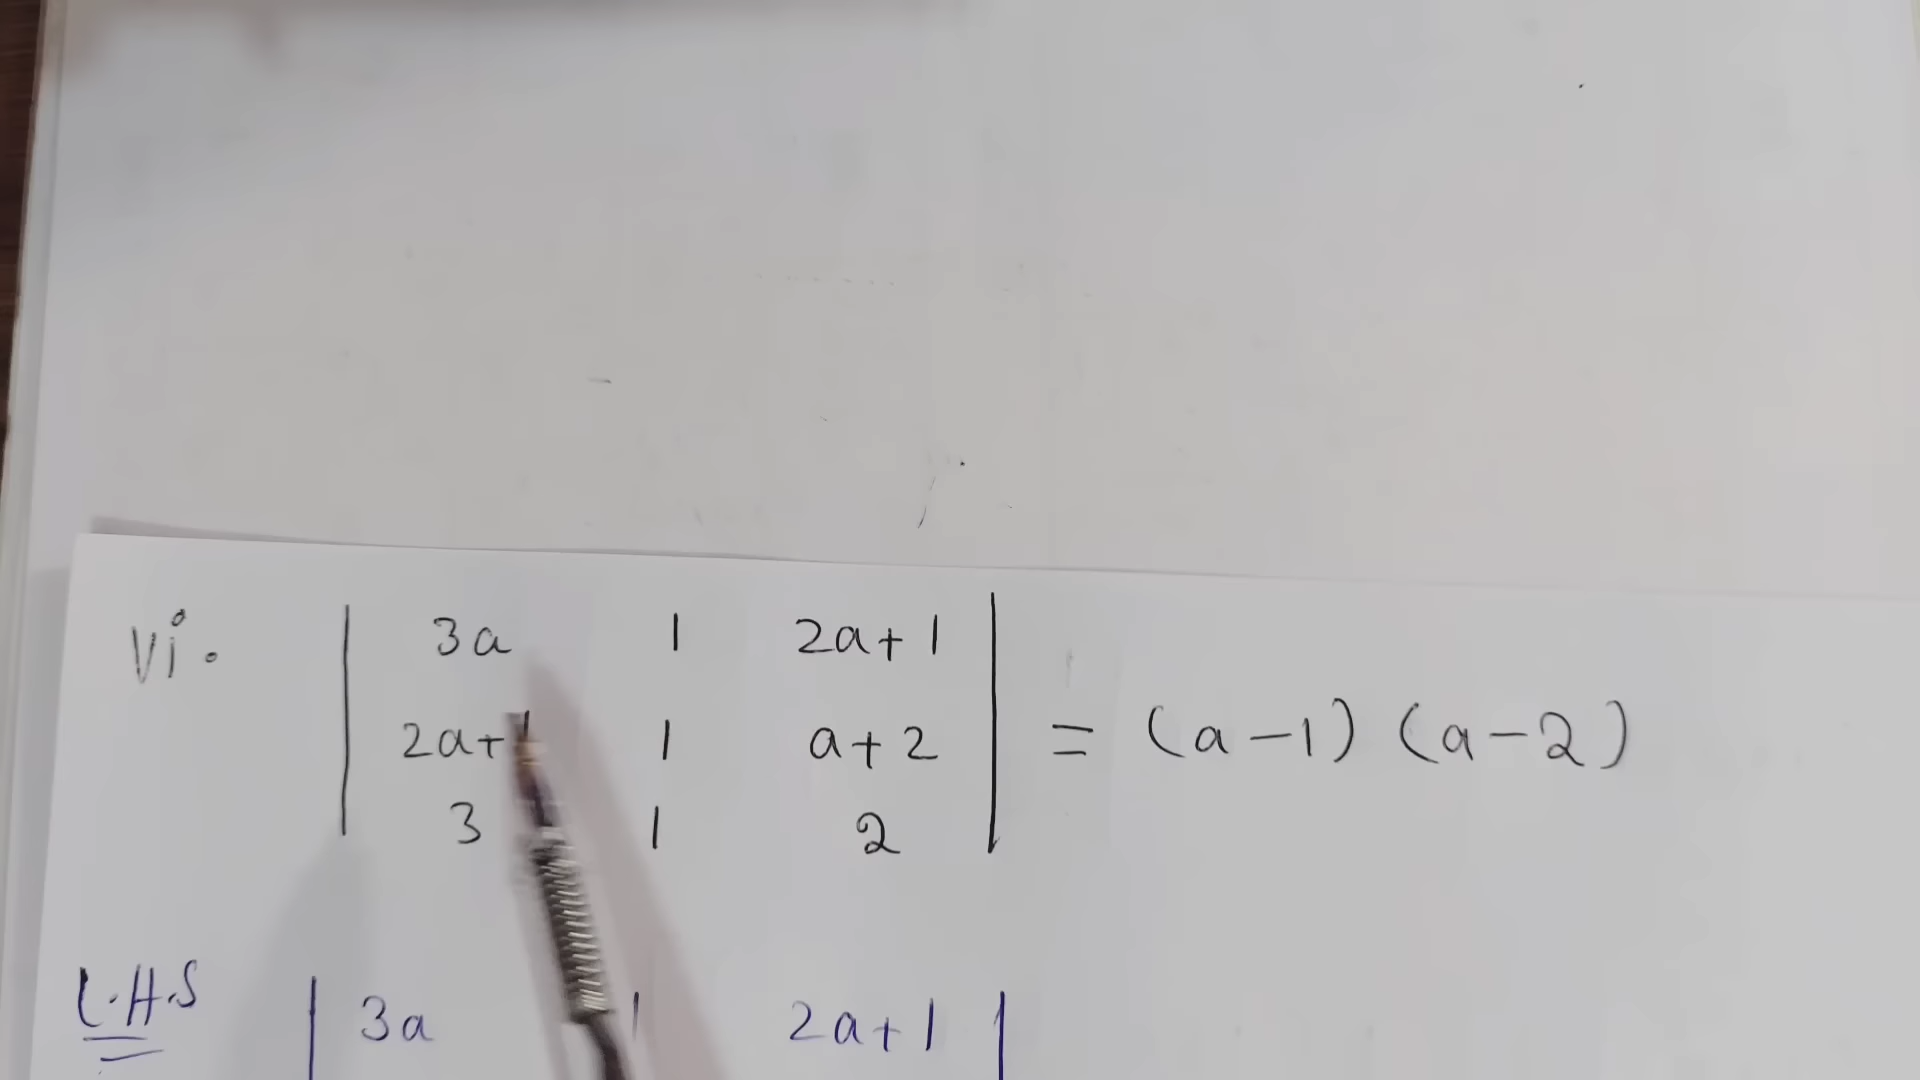 vi. | 3a 1 2a+1 |
| 2a+1 1 a+2 | = (a-1) (a-2)
| 3 1 2 |
L.H.S | 3a 1 2a+1 |